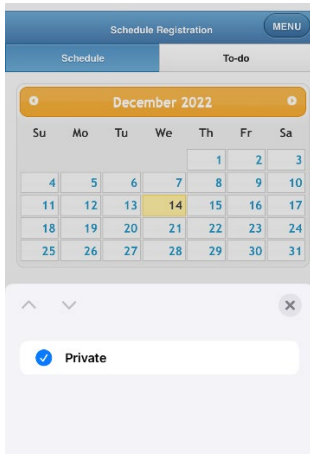 Schedule Registration MENU
Schedule To-do
December 2022
Su Mo Tu We Th Fr Sa
1 2 3
4 5 6 7 8 9 10
11 12 13 14 15 16 17
18 19 20 21 22 23 24
25 26 27 28 29 30 31
Private